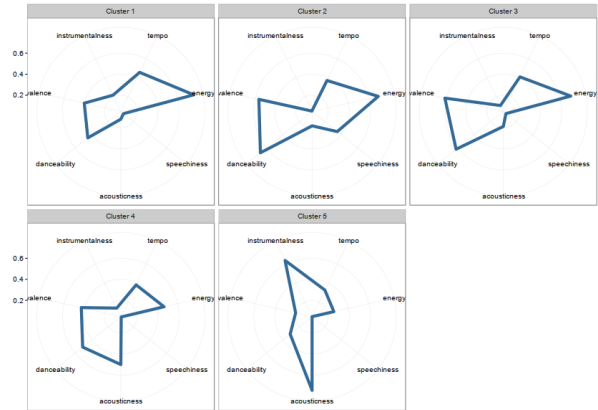 Cluster 1
Cluster 2
Cluster 3
instrumentalness tempo
instrumentalness tempo
instrumentalness tempo
0.6
0.4
0.2
valence energy
valence energy
valence energy
danceability speechiness
danceability speechiness
danceability speechiness
acousticness
acousticness
acousticness
Cluster 4
Cluster 5
instrumentalness tempo
instrumentalness tempo
0.6
0.4
0.2
valence energy
valence energy
danceability speechiness
danceability speechiness
acousticness
acousticness